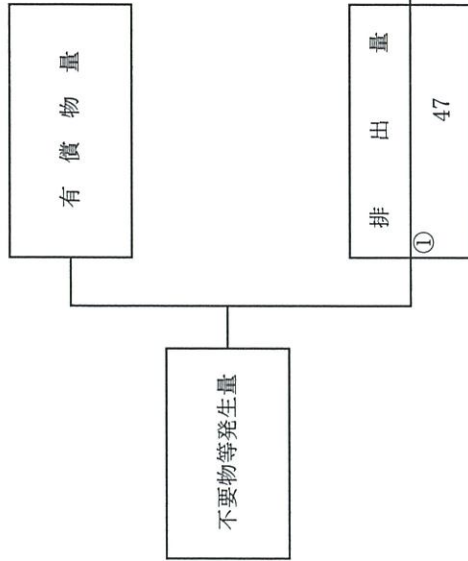 不要物等発生量
有償物量
排出量
①
47